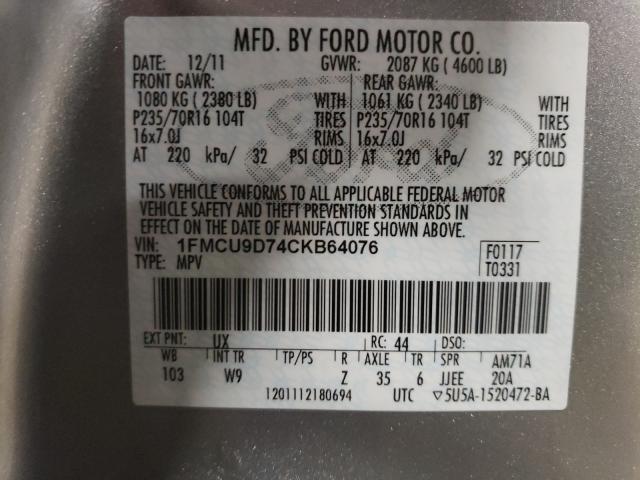 MFD. BY FORD MOTOR CO.
DATE: 12/11 GVWR: 2087 KG ( 4600 LB)
FRONT GAWR: REAR GAWR:
1080 KG ( 2380 LB) WITH 1061 KG ( 2340 LB) WITH
P235/70R16 104T TIRES P235/70R16 104T TIRES
16x7.0J RIMS 16x7.0J RIMS
AT 220 kPa/ 32 PSI COLD AT 220 kPa/ 32 PSI COLD
Ford
THIS VEHICLE CONFORMS TO ALL APPLICABLE FEDERAL MOTOR
VEHICLE SAFETY AND THEFT PREVENTION STANDARDS IN
EFFECT ON THE DATE OF MANUFACTURE SHOWN ABOVE.
VIN: 1FMCU9D74CKB64076 F0117
TYPE: MPV T0331
EXT PNT: UX RC: 44 DSO:
WB INT TR TP/PS R AXLE TR SPR AM71A
103 W9 Z 35 6 JJEE 20A
1201112180694 UTC ▽5U5A-1520472-BA